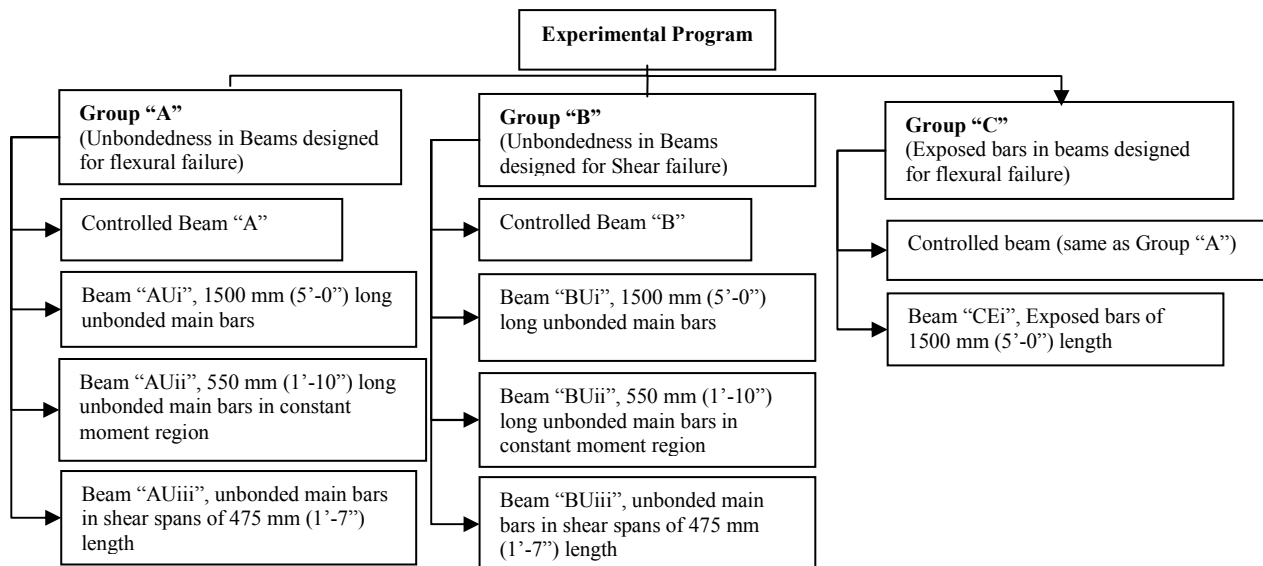 Experimental Program
Group “A”
(Unbondedness in Beams designed
for flexural failure)
Controlled Beam “A”
Beam “AUi”, 1500 mm (5’-0”) long
unbonded main bars
Beam “AUii”, 550 mm (1’-10”) long
unbonded main bars in constant
moment region
Beam “AUiii”, unbonded main bars
in shear spans of 475 mm (1’-7”)
length
Group “B”
(Unbondedness in Beams
designed for Shear failure)
Controlled Beam “B”
Beam “BUi”, 1500 mm (5’-0”)
long unbonded main bars
Beam “BUii”, 550 mm (1’-10”)
long unbonded main bars in
constant moment region
Beam “BUiii”, unbonded main
bars in shear spans of 475 mm
(1’-7”) length
Group “C”
(Exposed bars in beams designed
for flexural failure)
Controlled beam (same as Group “A”)
Beam “CEi”, Exposed bars of
1500 mm (5’-0”) length